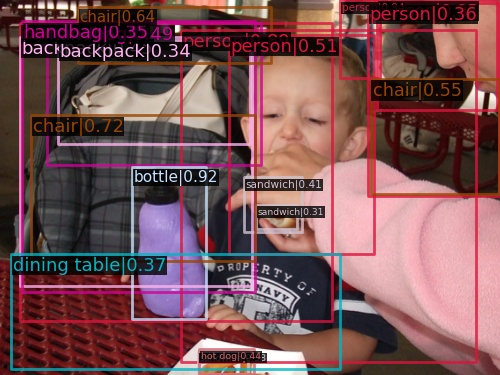 chair|0.64
person|0.36
handbag|0.35
backpack|0.34
person|0.51
chair|0.55
chair|0.72
bottle|0.92
sandwich|0.41
sandwich|0.31
dining table|0.37
PROPERTY OF
OLD NAVY
hot dog|0.44